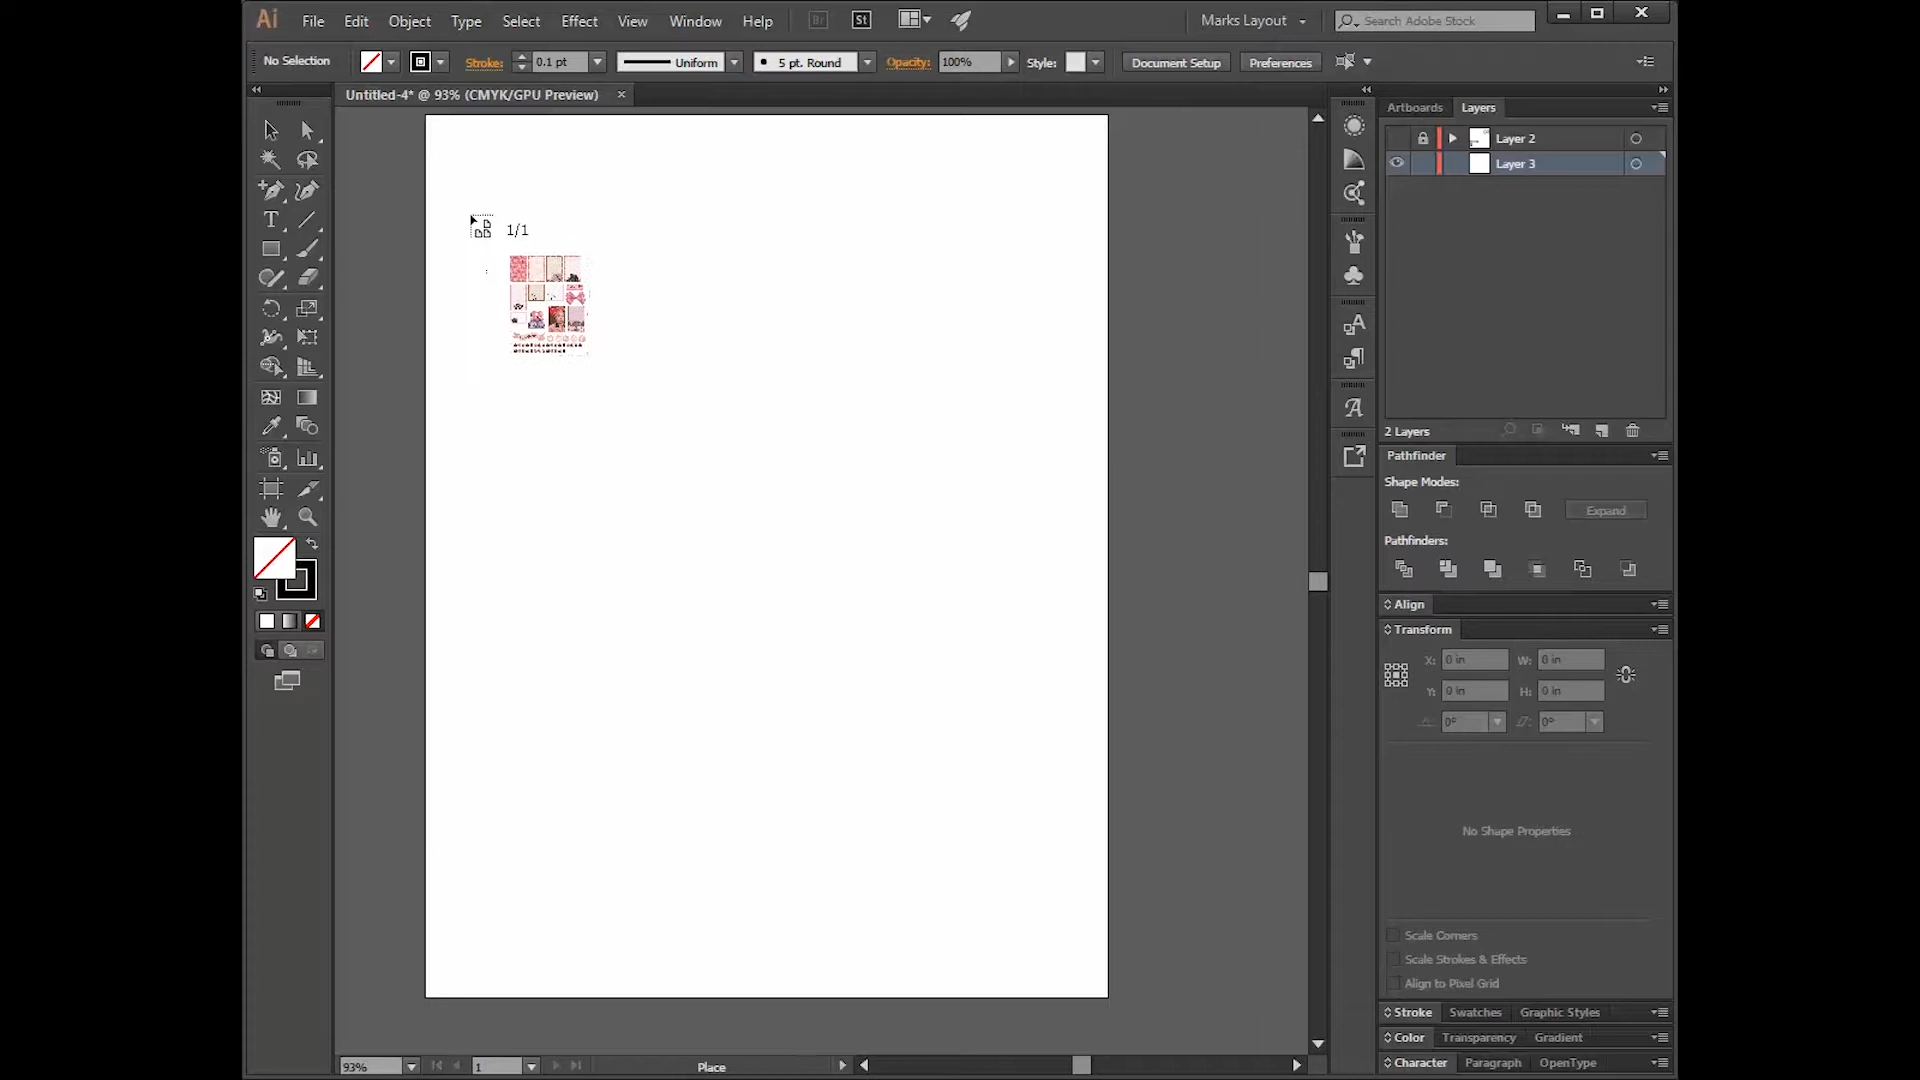 Ai File Edit Object Type Select Effect View Window Help Br St Marks Layout Search Adobe Stock
No Selection Stroke: 0.1 pt Uniform 5 pt. Round Opacity: 100% Style: Document Setup Preferences
Untitled-4* @ 93% (CMYK/GPU Preview)
Artboards Layers
Layer 2
Layer 3
1/1
2 Layers
Pathfinder
Shape Modes:
Expand
Pathfinders:
Align
Transform
X: 0 in W: 0 in
Y: 0 in H: 0 in
0° 0°
No Shape Properties
Scale Corners
Scale Strokes & Effects
Align to Pixel Grid
Stroke Swatches Graphic Styles
Color Transparency Gradient
Character Paragraph OpenType
93% 1 Place